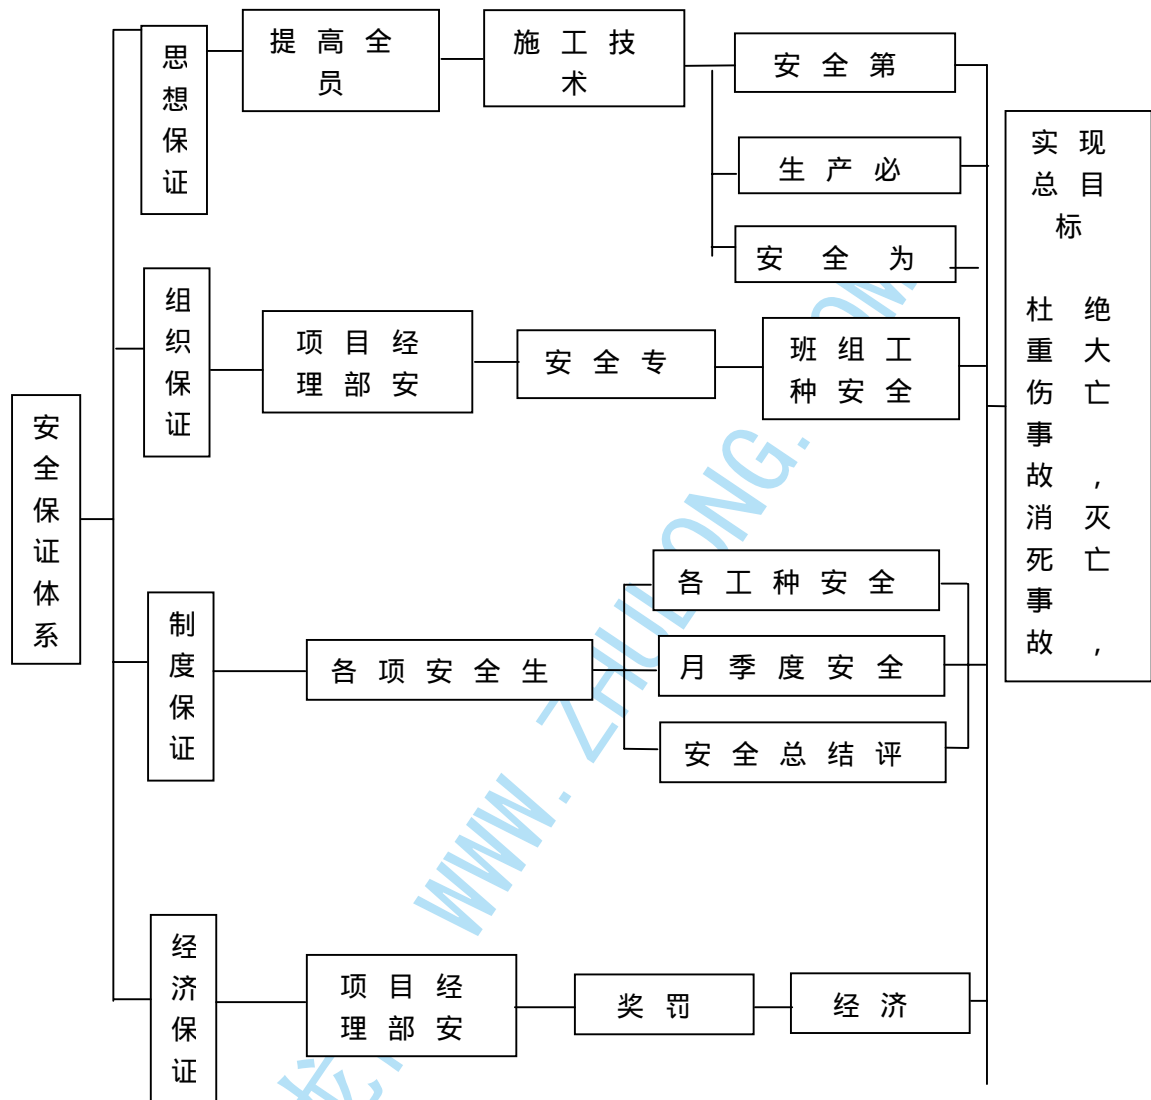 安全保证体系
思想保证
提高全
员
施工技
术
安全第
生产必
安全为
组织保证
项目经
理部安
安全专
班组工
种安全
制度保证
各项安全生
各工种安全
月季度安全
安全总结评
经济保证
项目经
理部安
奖罚
经济
实现
总目
标
杜绝
重大
伤亡
事
故，
消灭
死亡
事
故，
WWW.ZHULONG.COM